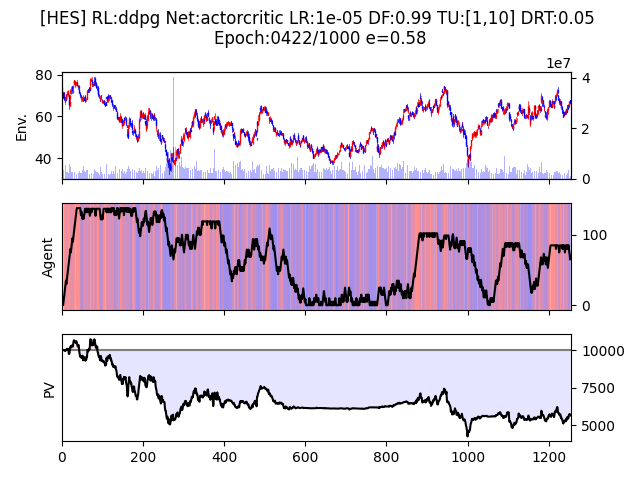 [HES] RL:ddpg Net:actorcritic LR:1e-05 DF:0.99 TU:[1,10] DRT:0.05
Epoch:0422/1000 e=0.58
1e7
80
60
40
Env.
4
2
0
Agent
100
0
PV
10000
7500
5000
0 200 400 600 800 1000 1200